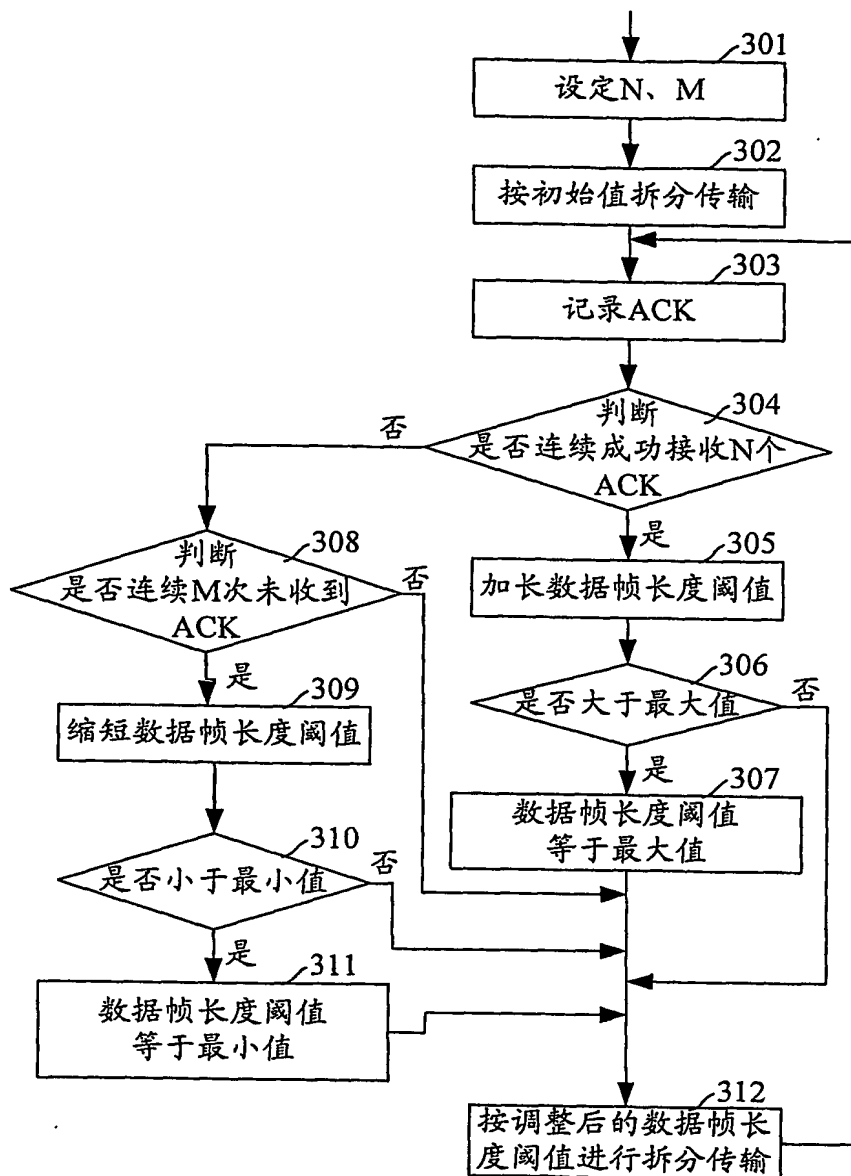 301
设定N、M
302
按初始值拆分传输
303
记录ACK
304
判断
是否连续成功接收N个
ACK
否
是
308
判断
是否连续M次未收到
ACK
否
是
305
加长数据帧长度阈值
306
是否大于最大值
否
是
309
缩短数据帧长度阈值
307
数据帧长度阈值
等于最大值
310
是否小于最小值
否
是
311
数据帧长度阈值
等于最小值
312
按调整后的数据帧长
度阈值进行拆分传输